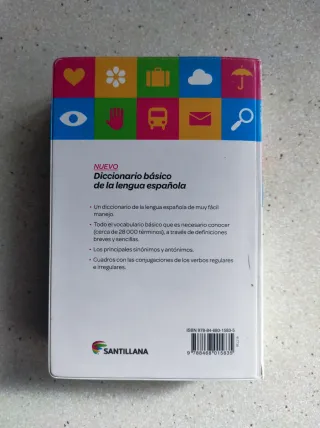 NUEVO
Diccionario básico
de la lengua española
• Un diccionario de la lengua española de muy fácil
manejo.
• Todo el vocabulario básico que es necesario conocer
(cerca de 28 000 términos), a través de definiciones
breves y sencillas.
• Los principales sinónimos y antónimos.
• Cuadros con las conjugaciones de los verbos regulares
e irregulares.
SANTILLANA